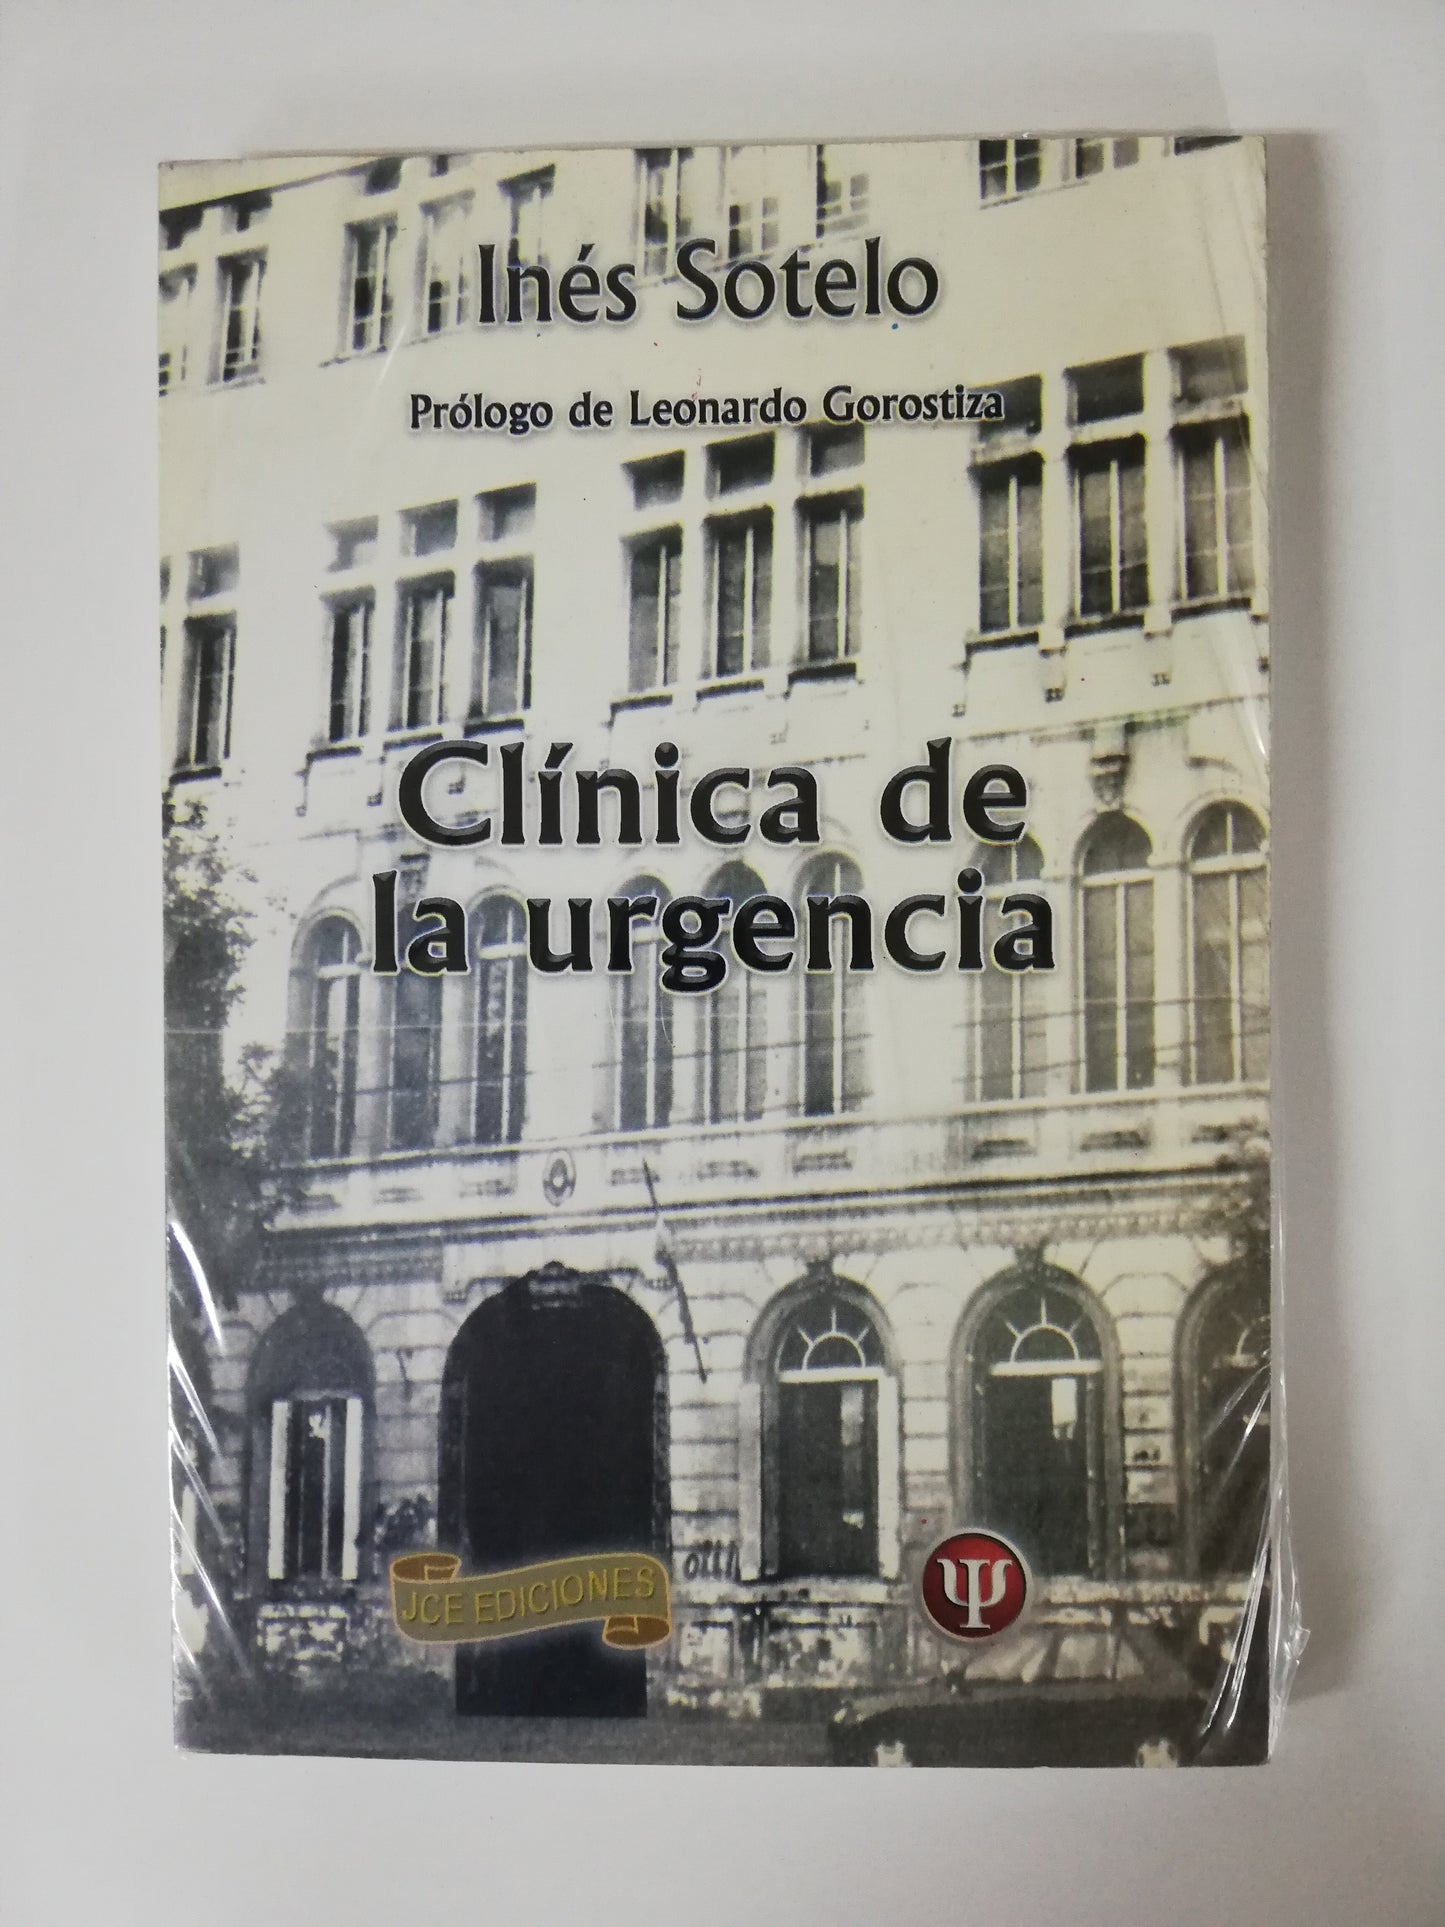 Inés Sotelo
Prólogo de Leonardo Gorostiza
Clínica de
la urgencia
JCE EDICIONES
Ψ